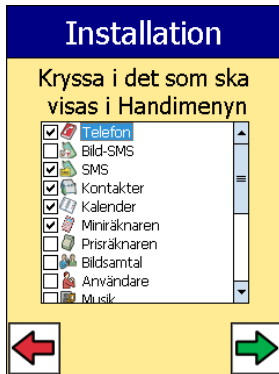 Installation
Kryssa i det som ska
visas i Handimenyn
Telefon
Bild-SMS
SMS
Kontakter
Kalender
Miniräknaren
Prisräknaren
Bildsamtal
Användare
Musik